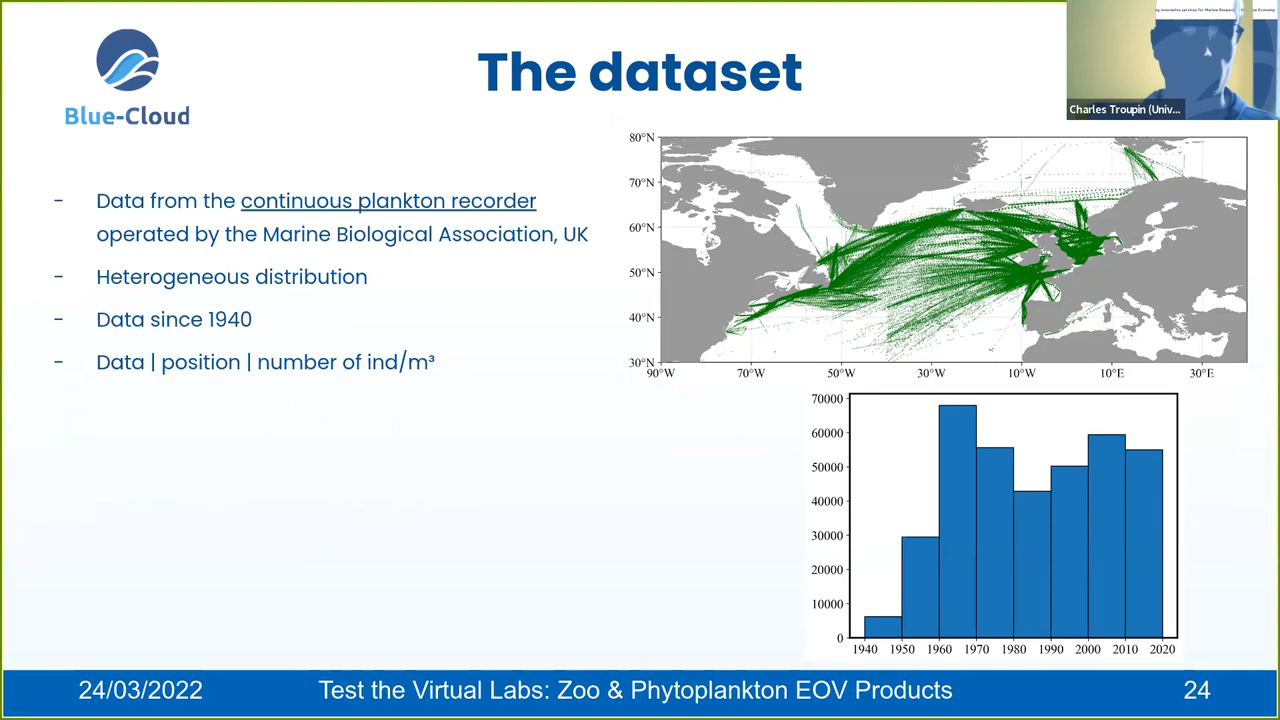 The dataset
Blue-Cloud
Charles Troupin (Univ...
- Data from the continuous plankton recorder
operated by the Marine Biological Association, UK
- Heterogeneous distribution
- Data since 1940
- Data | position | number of ind/m³
80°N
70°N
60°N
50°N
40°N
30°N
90°W 70°W 50°W 30°W 10°W 10°E 30°E
70000
60000
50000
40000
30000
20000
10000
0
1940 1950 1960 1970 1980 1990 2000 2010 2020
24/03/2022 Test the Virtual Labs: Zoo & Phytoplankton EOV Products 24